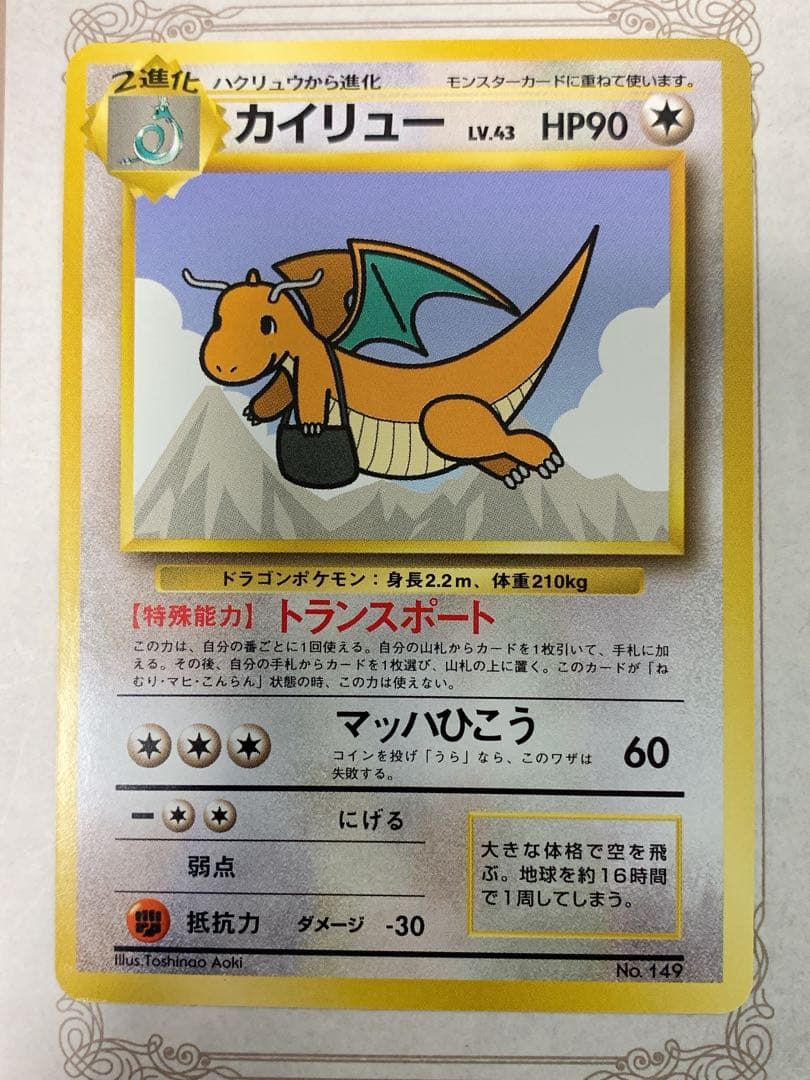 2進化 ハクリュウから進化 モンスターカードに重ねて使います。
カイリュー LV.43 HP90
ドラゴンポケモン：身長2.2m、体重210kg
【特殊能力】トランスポート
この力は、自分の番ごとに1回使える。自分の山札からカードを1枚引いて、手札に加
える。その後、自分の手札からカードを1枚選び、山札の上に置く。このカードが「ね
むり・マヒ・こんらん」状態の時、この力は使えない。
マッハひこう
コインを投げ「うら」なら、このワザは
失敗する。
60
にげる
弱点
抵抗力 ダメージ -30
大きな体格で空を飛
ぶ。地球を約16時間
で1周してしまう。
Illus.Toshinao Aoki
No. 149